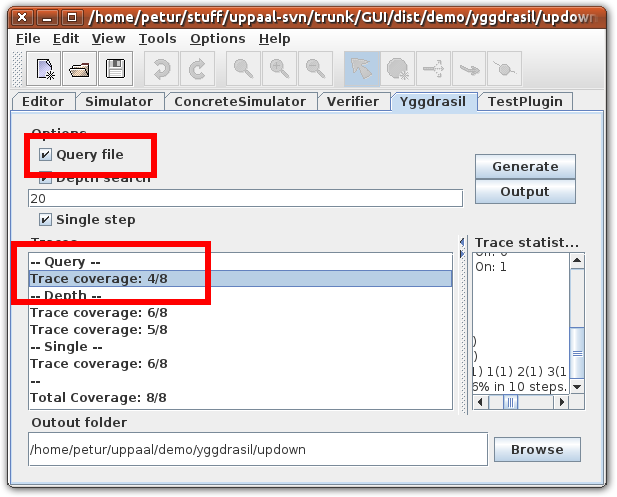 /home/petur/stuff/uppaal-svn/trunk/GUI/dist/demo/yggdrasil/updown
File Edit View Tools Options Help
Editor Simulator ConcreteSimulator Verifier Yggdrasil TestPlugin
Options
Query file
Depth search
20
Single step
Generate
Output
Traces
-- Query --
Trace coverage: 4/8
-- Depth --
Trace coverage: 6/8
Trace coverage: 5/8
-- Single --
Trace coverage: 6/8
--
Total Coverage: 8/8
Trace statist...
On: 1
)
)
1) 1(1) 2(1) 3(1
6% in 10 steps.
Outout folder
/home/petur/uppaal/demo/yggdrasil/updown
Browse